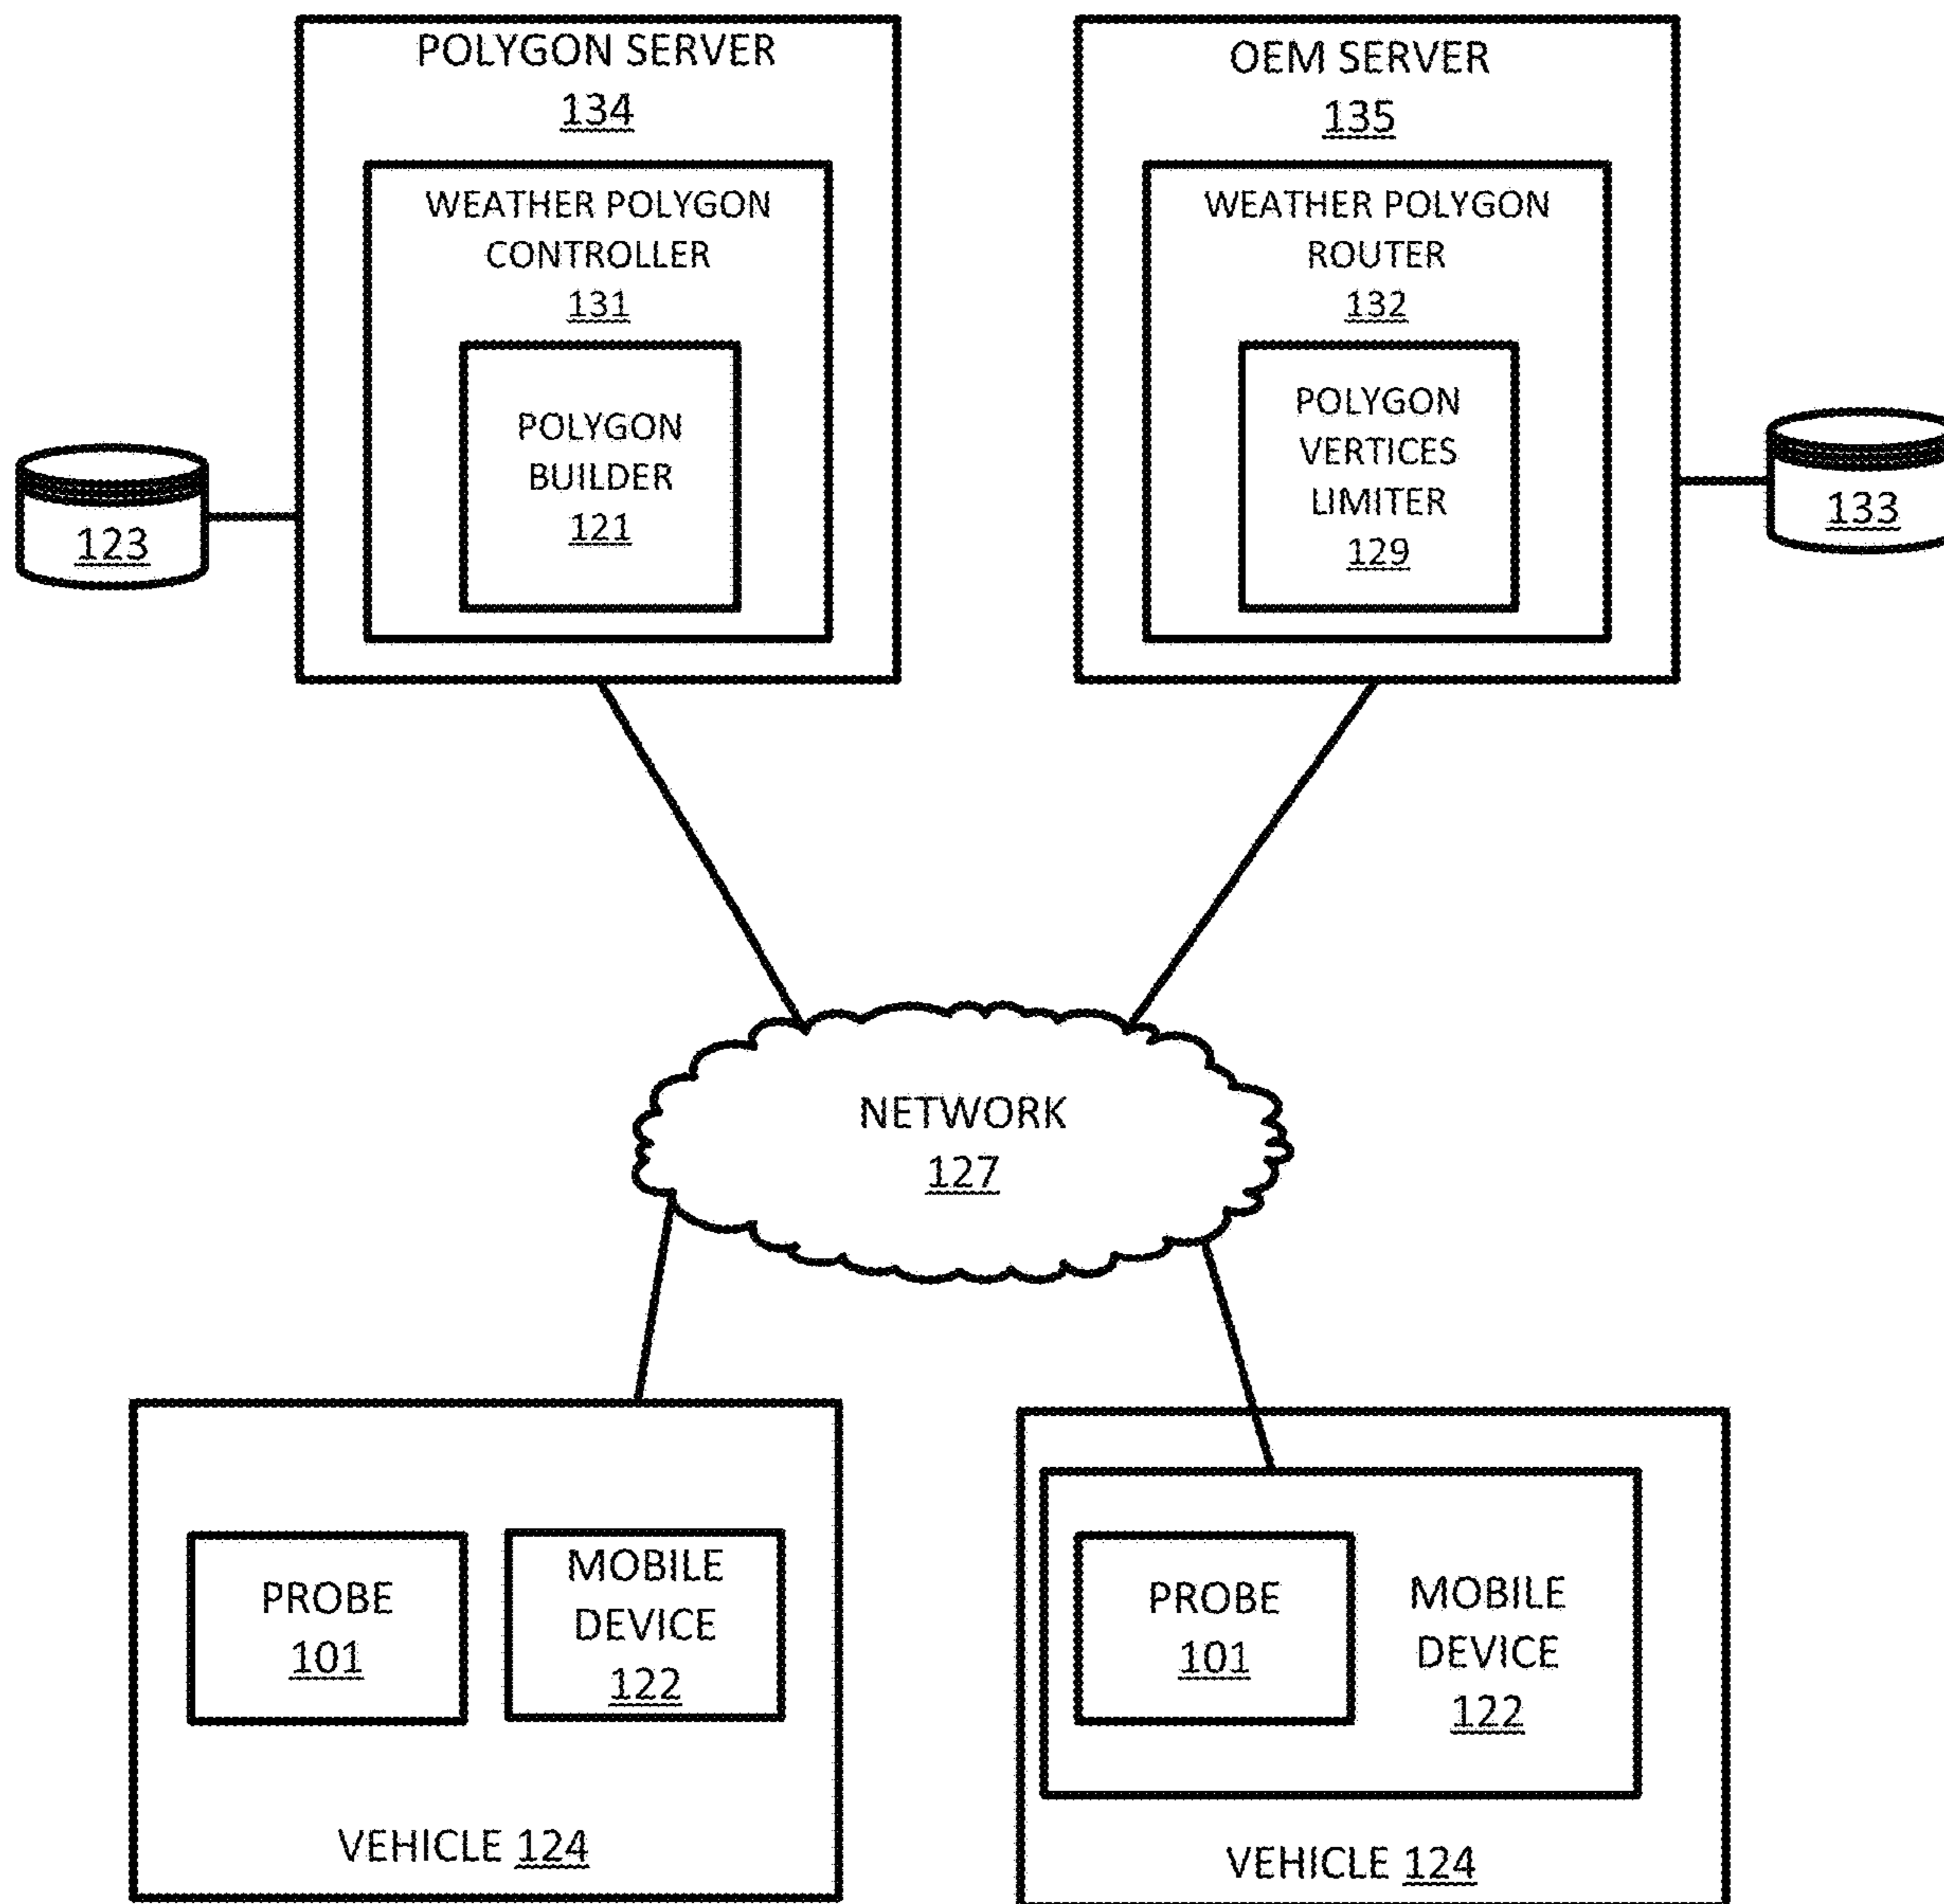 POLYGON SERVER
134
WEATHER POLYGON
CONTROLLER
131
POLYGON
BUILDER
121
123
OEM SERVER
135
WEATHER POLYGON
ROUTER
132
POLYGON
VERTICES
LIMITER
129
133
NETWORK
127
PROBE
101
MOBILE
DEVICE
122
VEHICLE 124
PROBE
101
MOBILE
DEVICE
122
VEHICLE 124